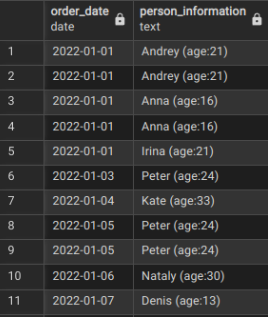 order_date person_information
date text
1 2022-01-01 Andrey (age:21)
2 2022-01-01 Andrey (age:21)
3 2022-01-01 Anna (age:16)
4 2022-01-01 Anna (age:16)
5 2022-01-01 Irina (age:21)
6 2022-01-03 Peter (age:24)
7 2022-01-04 Kate (age:33)
8 2022-01-05 Peter (age:24)
9 2022-01-05 Peter (age:24)
10 2022-01-06 Nataly (age:30)
11 2022-01-07 Denis (age:13)